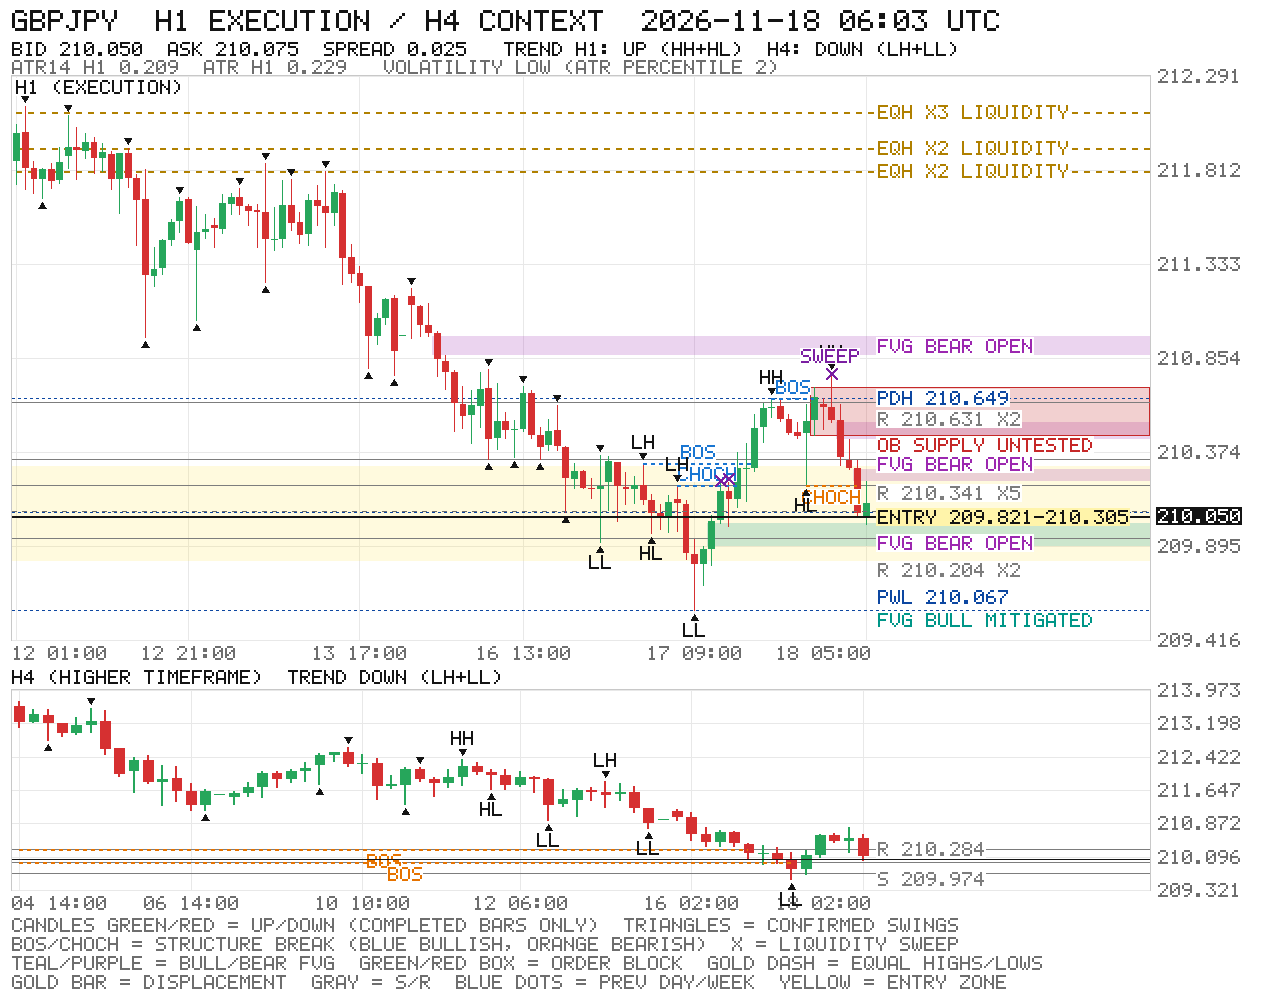 GBPJPY  H1 EXECUTION / H4 CONTEXT  2026-11-18 06:03 UTC
BID 210.050  ASK 210.075  SPREAD 0.025   TREND H1: UP (HH+HL)  H4: DOWN (LH+LL)
ATR14 H1 0.209  ATR H1 0.229   VOLATILITY LOW (ATR PERCENTILE 2)
212.291
H1 (EXECUTION)
EQH X3 LIQUIDITY
EQH X2 LIQUIDITY
EQH X2 LIQUIDITY
211.812
211.333
FVG BEAR OPEN
SWEEP
210.854
HH
BOS
PDH 210.649
R 210.631 X2
LH
BOS
OB SUPPLY UNTESTED
210.374
LH
CHOCH
FVG BEAR OPEN
R 210.341 X5
CHOCH
HL
ENTRY 209.821-210.305
210.050
LL
HL
FVG BEAR OPEN
209.895
R 210.204 X2
PWL 210.067
LL
FVG BULL MITIGATED
209.416
12 01:00
12 21:00
13 17:00
16 13:00
17 09:00
18 05:00
H4 (HIGHER TIMEFRAME)  TREND DOWN (LH+LL)
213.973
213.198
HH
LH
212.422
HL
211.647
LL
LL
210.872
R 210.284
BOS
BOS
210.096
S 209.974
LL
209.321
04 14:00
06 14:00
10 10:00
12 06:00
16 02:00
02:00
CANDLES GREEN/RED = UP/DOWN (COMPLETED BARS ONLY)  TRIANGLES = CONFIRMED SWINGS
BOS/CHOCH = STRUCTURE BREAK (BLUE BULLISH, ORANGE BEARISH)  X = LIQUIDITY SWEEP
TEAL/PURPLE = BULL/BEAR FVG  GREEN/RED BOX = ORDER BLOCK  GOLD DASH = EQUAL HIGHS/LOWS
GOLD BAR = DISPLACEMENT  GRAY = S/R  BLUE DOTS = PREV DAY/WEEK  YELLOW = ENTRY ZONE